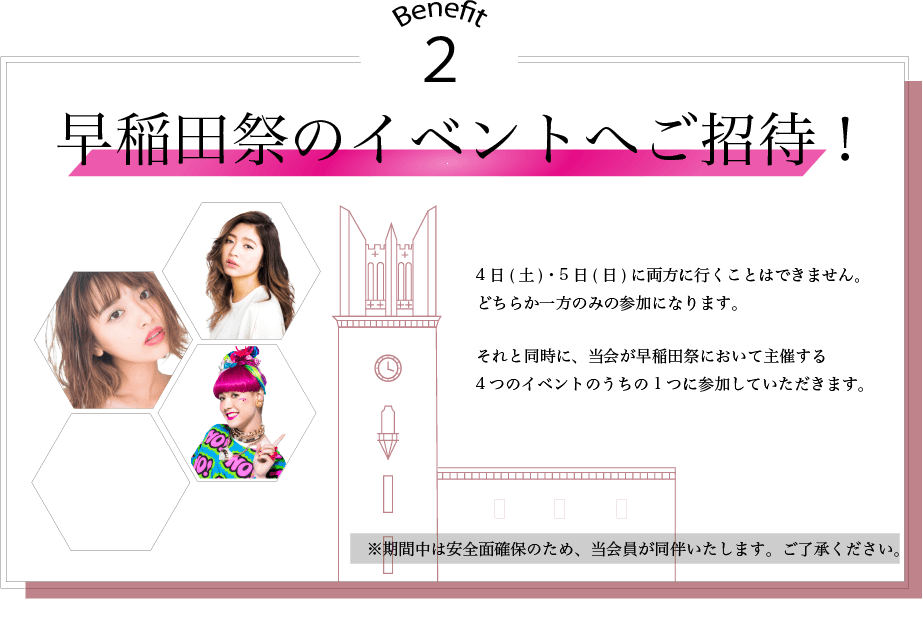 Benefit
2
早稲田祭のイベントへご招待！
4日(土)・5日(日)に両方に行くことはできません。
どちらか一方のみの参加になります。
それと同時に、当会が早稲田祭において主催する
4つのイベントのうちの1つに参加していただきます。
※期間中は安全面確保のため、当会員が同伴いたします。ご了承ください。